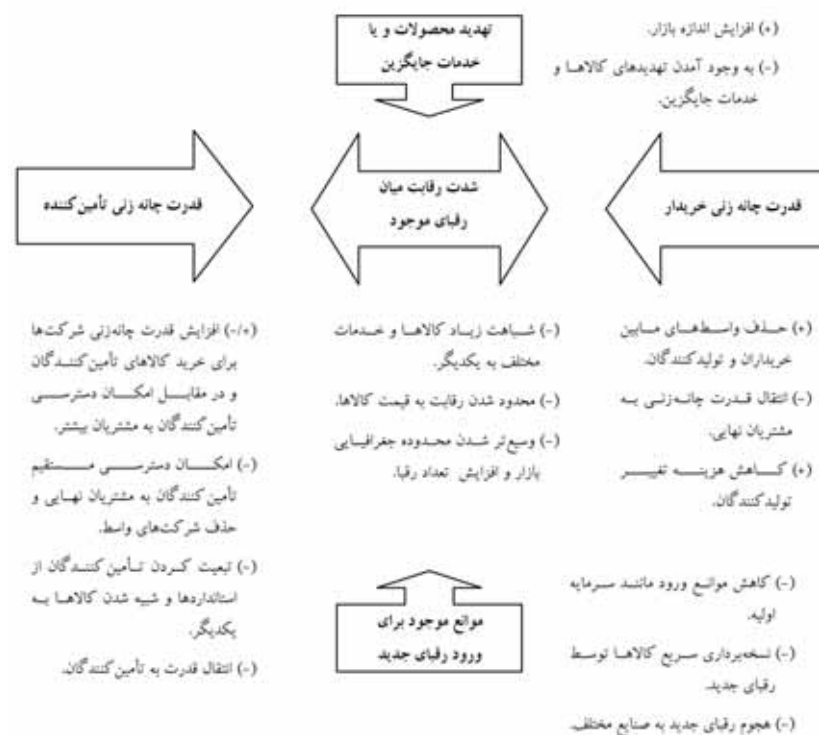 تهدید محصولات و یا
خدمات جایگزین
(+) افزایش اندازه بازار.
(-) به وجود آمدن تهدیدهای کالاها و
خدمات جایگزین.
قدرت چانه زنی خریدار
شدت رقابت میان
رقبای موجود
قدرت چانه زنی تأمین‌کننده
(+) حذف واسط‌های مابین
خریداران و تولیدکنندگان.
(-) انتقال قدرت چانه‌زنی به
مشتریان نهایی.
(+) کاهش هزینه تغییر
تولیدکنندگان.
(-) شباهت زیاد کالاها و خدمات
مختلف به یکدیگر.
(-) محدود شدن رقابت به قیمت کالاها.
(-) وسیع‌تر شدن محدوده جغرافیایی
بازار و افزایش تعداد رقبا.
(+/-) افزایش قدرت چانه‌زنی شرکت‌ها
برای خرید کالاهای تأمین‌کنندگان
و در مقابل امکان دسترسی
تأمین‌کنندگان به مشتریان بیشتر.
(-) امکان دسترسی مستقیم
تأمین‌کنندگان به مشتریان نهایی و
حذف شرکت‌های واسط.
(-) تبعیت کردن تأمین‌کنندگان از
استانداردها و شبیه شدن کالاها به
یکدیگر.
(-) انتقال قدرت به تأمین‌کنندگان.
موانع موجود برای
ورود رقبای جدید
(-) کاهش موانع ورود مانند سرمایه
اولیه.
(-) نسخه‌برداری سریع کالاها توسط
رقبای جدید.
(-) هجوم رقبای جدید به صنایع مختلف.